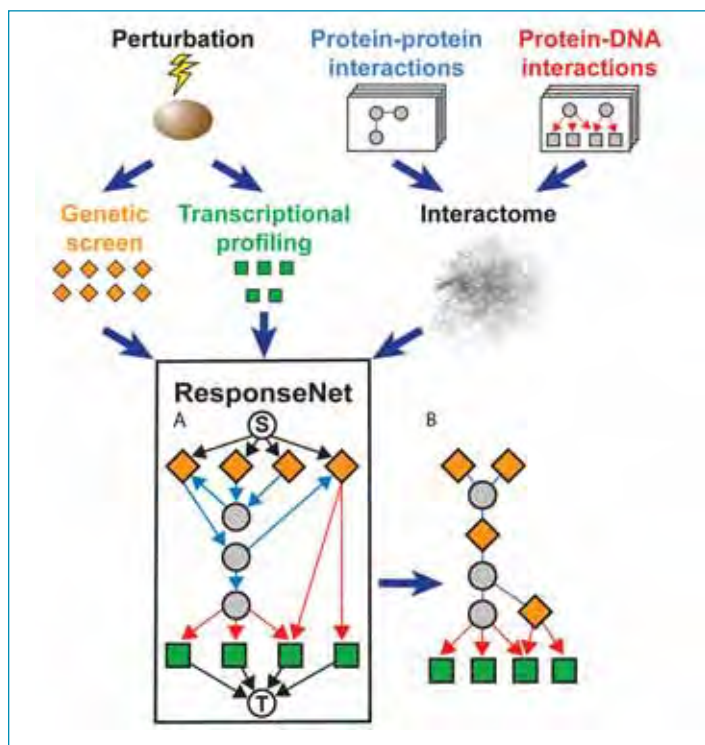 Perturbation
Protein-protein
interactions
Protein-DNA
interactions
Genetic
screen
Transcriptional
profiling
Interactome
ResponseNet
A
S
T
B